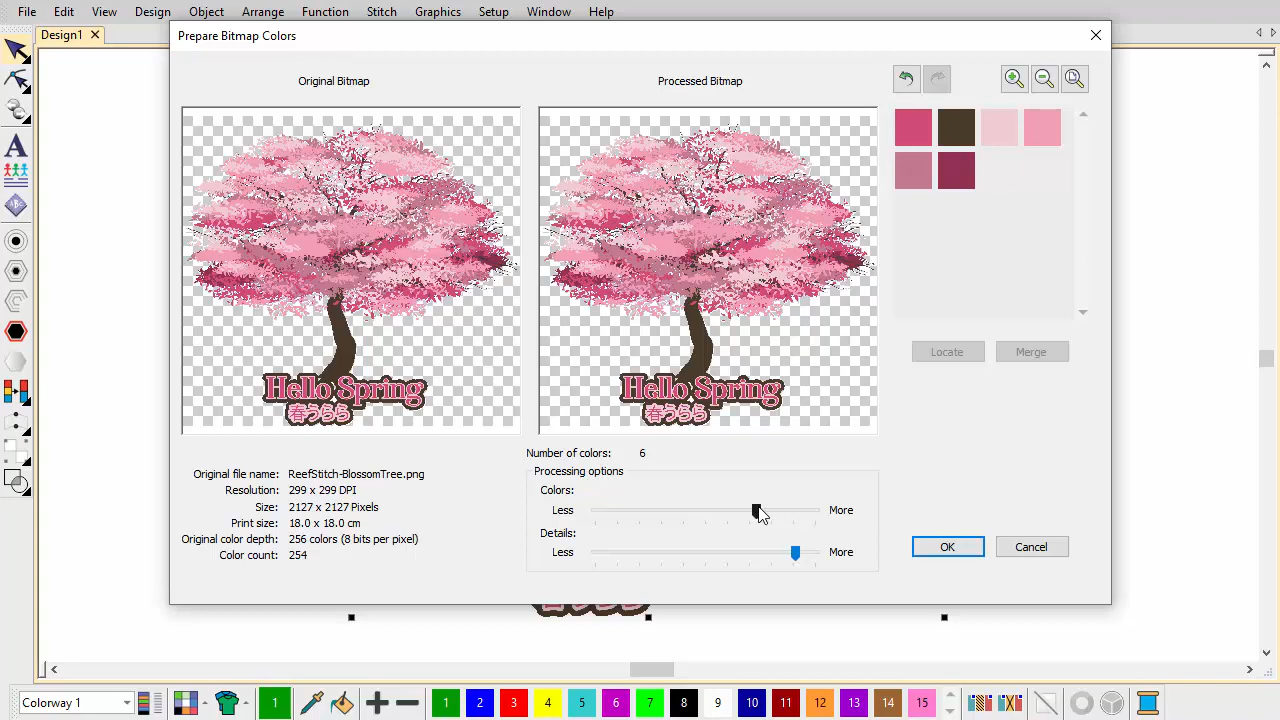 File Edit View Design Object Arrange Function Stitch Graphics Setup Window Help
Design1
Prepare Bitmap Colors
Original Bitmap
Processed Bitmap
Hello Spring
春うらら
Hello Spring
春うらら
Number of colors: 6
Processing options
Colors:
Less More
Details:
Less More
Original file name: ReefStitch-BlossomTree.png
Resolution: 299 x 299 DPI
Size: 2127 x 2127 Pixels
Print size: 18.0 x 18.0 cm
Original color depth: 256 colors (8 bits per pixel)
Color count: 254
Locate Merge
OK Cancel
A
ABC
Colorway 1
1
1 2 3 4 5 6 7 8 9 10 11 12 13 14 15